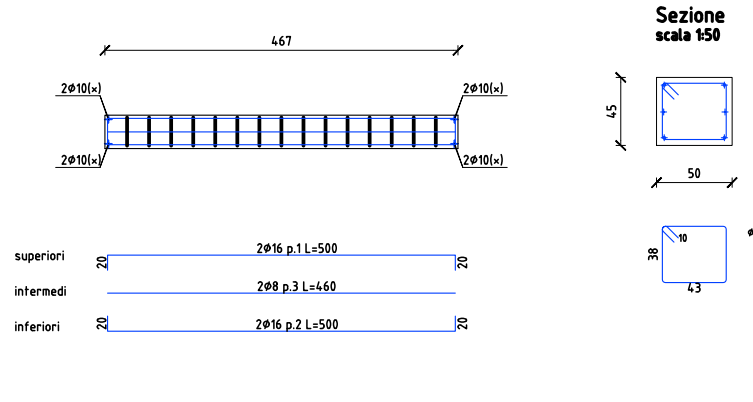 Sezione
scala 1:50
467
2Ø10(x) 2Ø10(x)
45
2Ø10(x) 2Ø10(x)
50
superiori 20 2Ø16 p.1 L=500 20
10
38
intermedi 2Ø8 p.3 L=460
43
inferiori 20 2Ø16 p.2 L=500 20